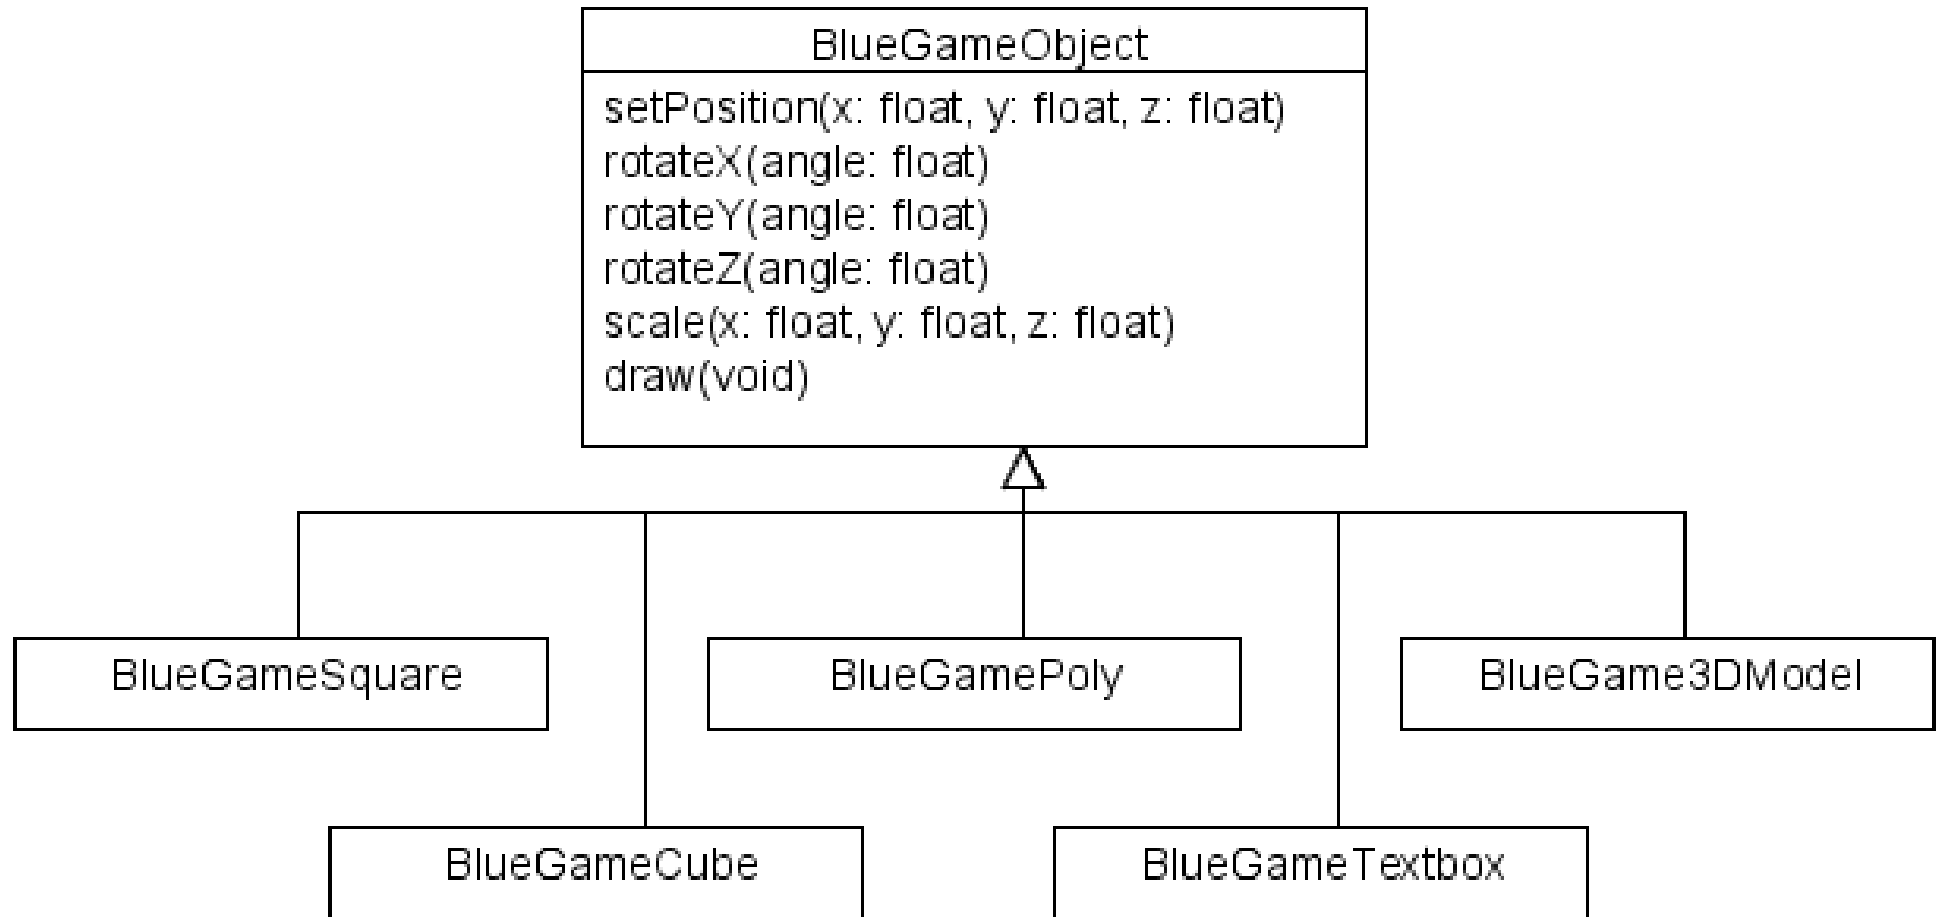 BlueGameObject
setPosition(x: float, y: float, z: float)
rotateX(angle: float)
rotateY(angle: float)
rotateZ(angle: float)
scale(x: float, y: float, z: float)
draw(void)
BlueGameSquare
BlueGamePoly
BlueGame3DModel
BlueGameCube
BlueGameTextbox